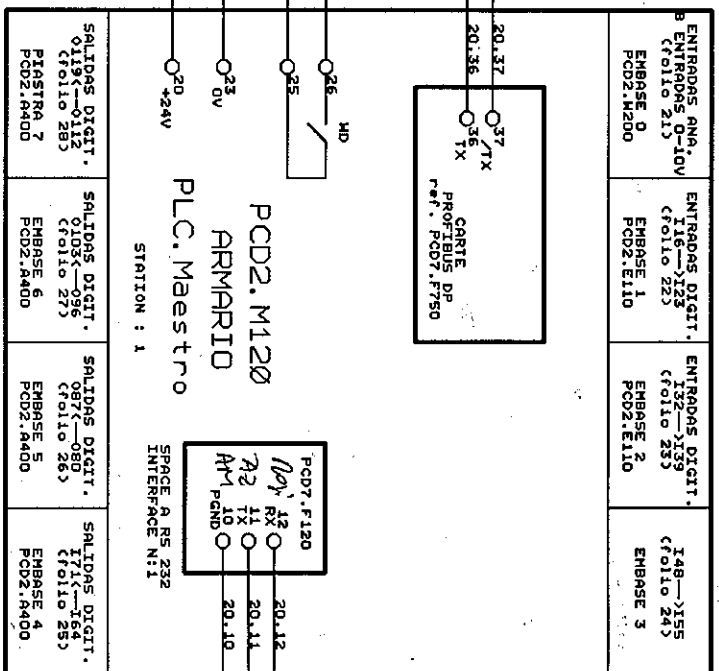 ENTRADAS ANA.
8 ENTRADAS 0-10V
(folio 21)
EMBASE 0
PCD2.W200
ENTRADAS DIGIT.
I16-->I23
(folio 22)
EMBASE 1
PCD2.E110
ENTRADAS DIGIT.
I32-->I39
(folio 23)
EMBASE 2
PCD2.E110
I48-->I55
(folio 24)
EMBASE 3
20.37
37 /TX
20.36
36 TX
CARTE
PROFIBUS DP
ref. PCD7.F750
WD
26
25
23 0V
20 +24V
PCD2.M120
ARMARIO
PLC.Maestro
STATION : 1
PCD7.F120
12 RX
20.12
Az 11 TX
20.11
AM 10 PGND
20.10
SPACE A RS 232
INTERFACE N:1
SALIDAS DIGIT.
O119<--O112
(folio 28)
PIASTRA 7
PCD2.A400
SALIDAS DIGIT.
O103<--O96
(folio 27)
EMBASE 6
PCD2.A400
SALIDAS DIGIT.
O87<--O80
(folio 26)
EMBASE 5
PCD2.A400
SALIDAS DIGIT.
I71<--I64
(folio 25)
EMBASE 4
PCD2.A400